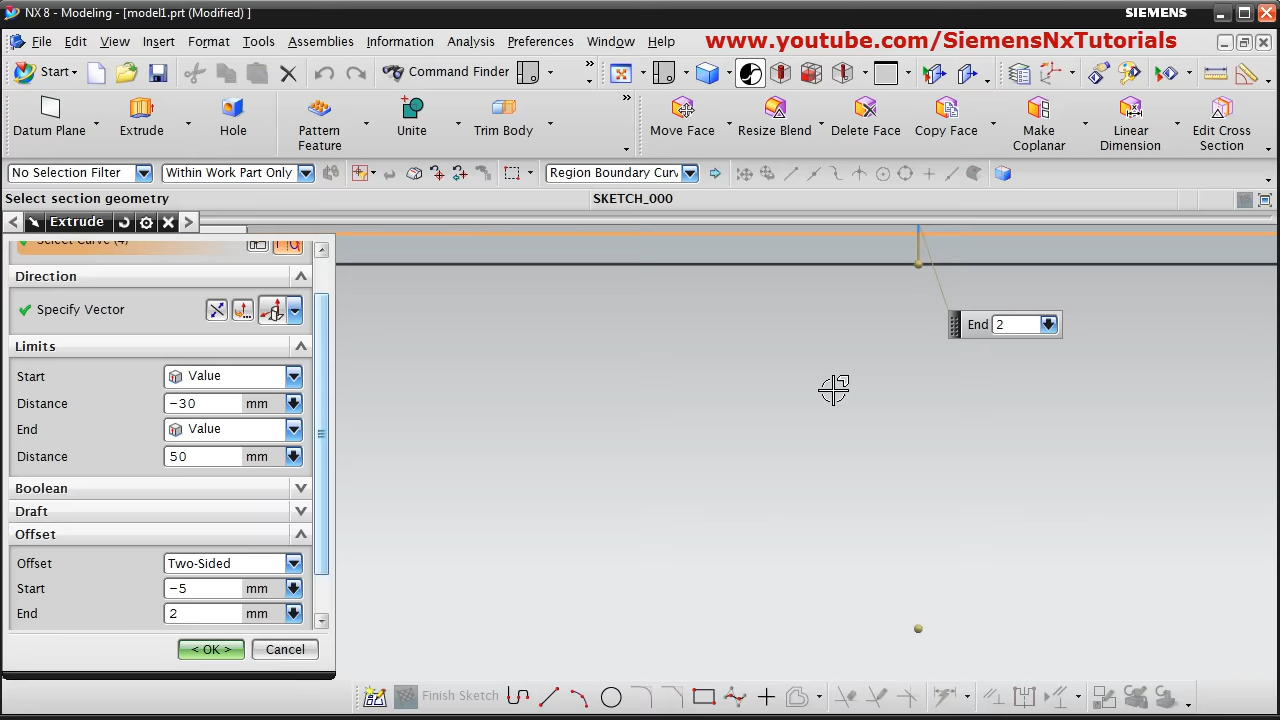 NX 8 - Modeling - [model1.prt (Modified) ]
SIEMENS
File Edit View Insert Format Tools Assemblies Information Analysis Preferences Window Help
www.youtube.com/SiemensNxTutorials
Start Command Finder
Datum Plane Extrude Hole Pattern Feature Unite Trim Body Move Face Resize Blend Delete Face Copy Face Make Coplanar Linear Dimension Edit Cross Section
No Selection Filter Within Work Part Only Region Boundary Curv
Select section geometry SKETCH_000
Extrude
Select Curve (4)
Direction
Specify Vector
Limits
Start Value
Distance -30 mm
End Value
Distance 50 mm
Boolean
Draft
Offset
Offset Two-Sided
Start -5 mm
End 2 mm
< OK > Cancel
End 2
Finish Sketch